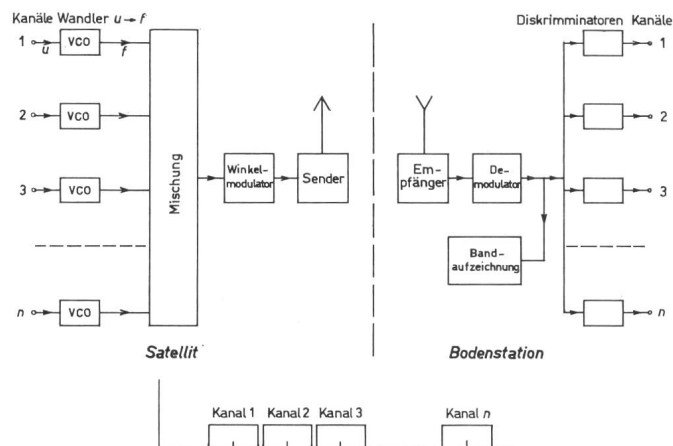 Kanäle Wandler u→f
Diskrimminatoren Kanäle
1 u VCO f
1
2 VCO
2
3 VCO
3
Mischung
Winkel-
modulator
Sender
Em-
pfänger
De-
modulator
Band-
aufzeichnung
n VCO
n
Satellit
Bodenstation
Kanal 1 Kanal 2 Kanal 3 Kanal n